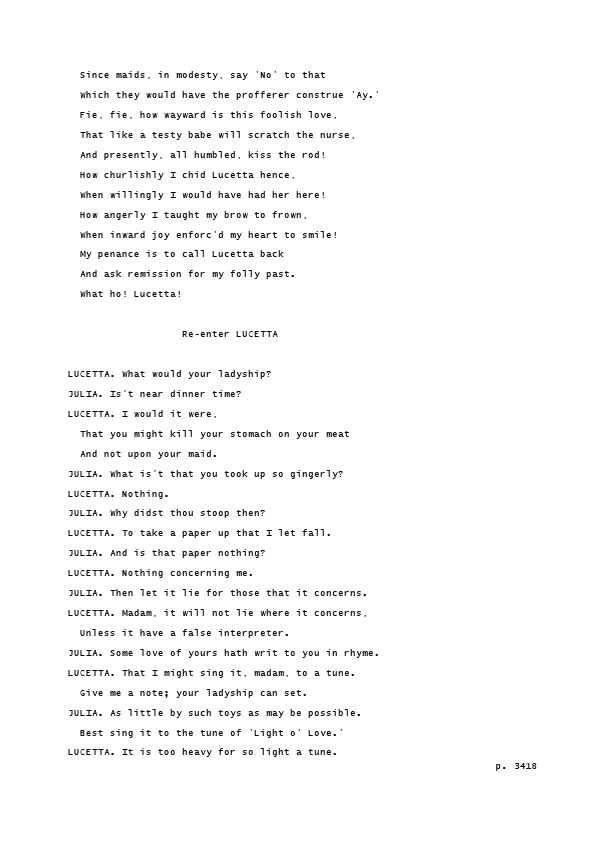 Since maids, in modesty, say 'No' to that
Which they would have the profferer construe 'Ay.'
Fie, fie, how wayward is this foolish love,
That like a testy babe will scratch the nurse,
And presently, all humbled, kiss the rod!
How churlishly I chid Lucetta hence,
When willingly I would have had her here!
How angerly I taught my brow to frown,
When inward joy enforc'd my heart to smile!
My penance is to call Lucetta back
And ask remission for my folly past.
What ho! Lucetta!
Re-enter LUCETTA
LUCETTA. What would your ladyship?
JULIA. Is't near dinner time?
LUCETTA. I would it were,
That you might kill your stomach on your meat
And not upon your maid.
JULIA. What is't that you took up so gingerly?
LUCETTA. Nothing.
JULIA. Why didst thou stoop then?
LUCETTA. To take a paper up that I let fall.
JULIA. And is that paper nothing?
LUCETTA. Nothing concerning me.
JULIA. Then let it lie for those that it concerns.
LUCETTA. Madam, it will not lie where it concerns,
Unless it have a false interpreter.
JULIA. Some love of yours hath writ to you in rhyme.
LUCETTA. That I might sing it, madam, to a tune.
Give me a note; your ladyship can set.
JULIA. As little by such toys as may be possible.
Best sing it to the tune of 'Light o' Love.'
LUCETTA. It is too heavy for so light a tune.
p. 3418